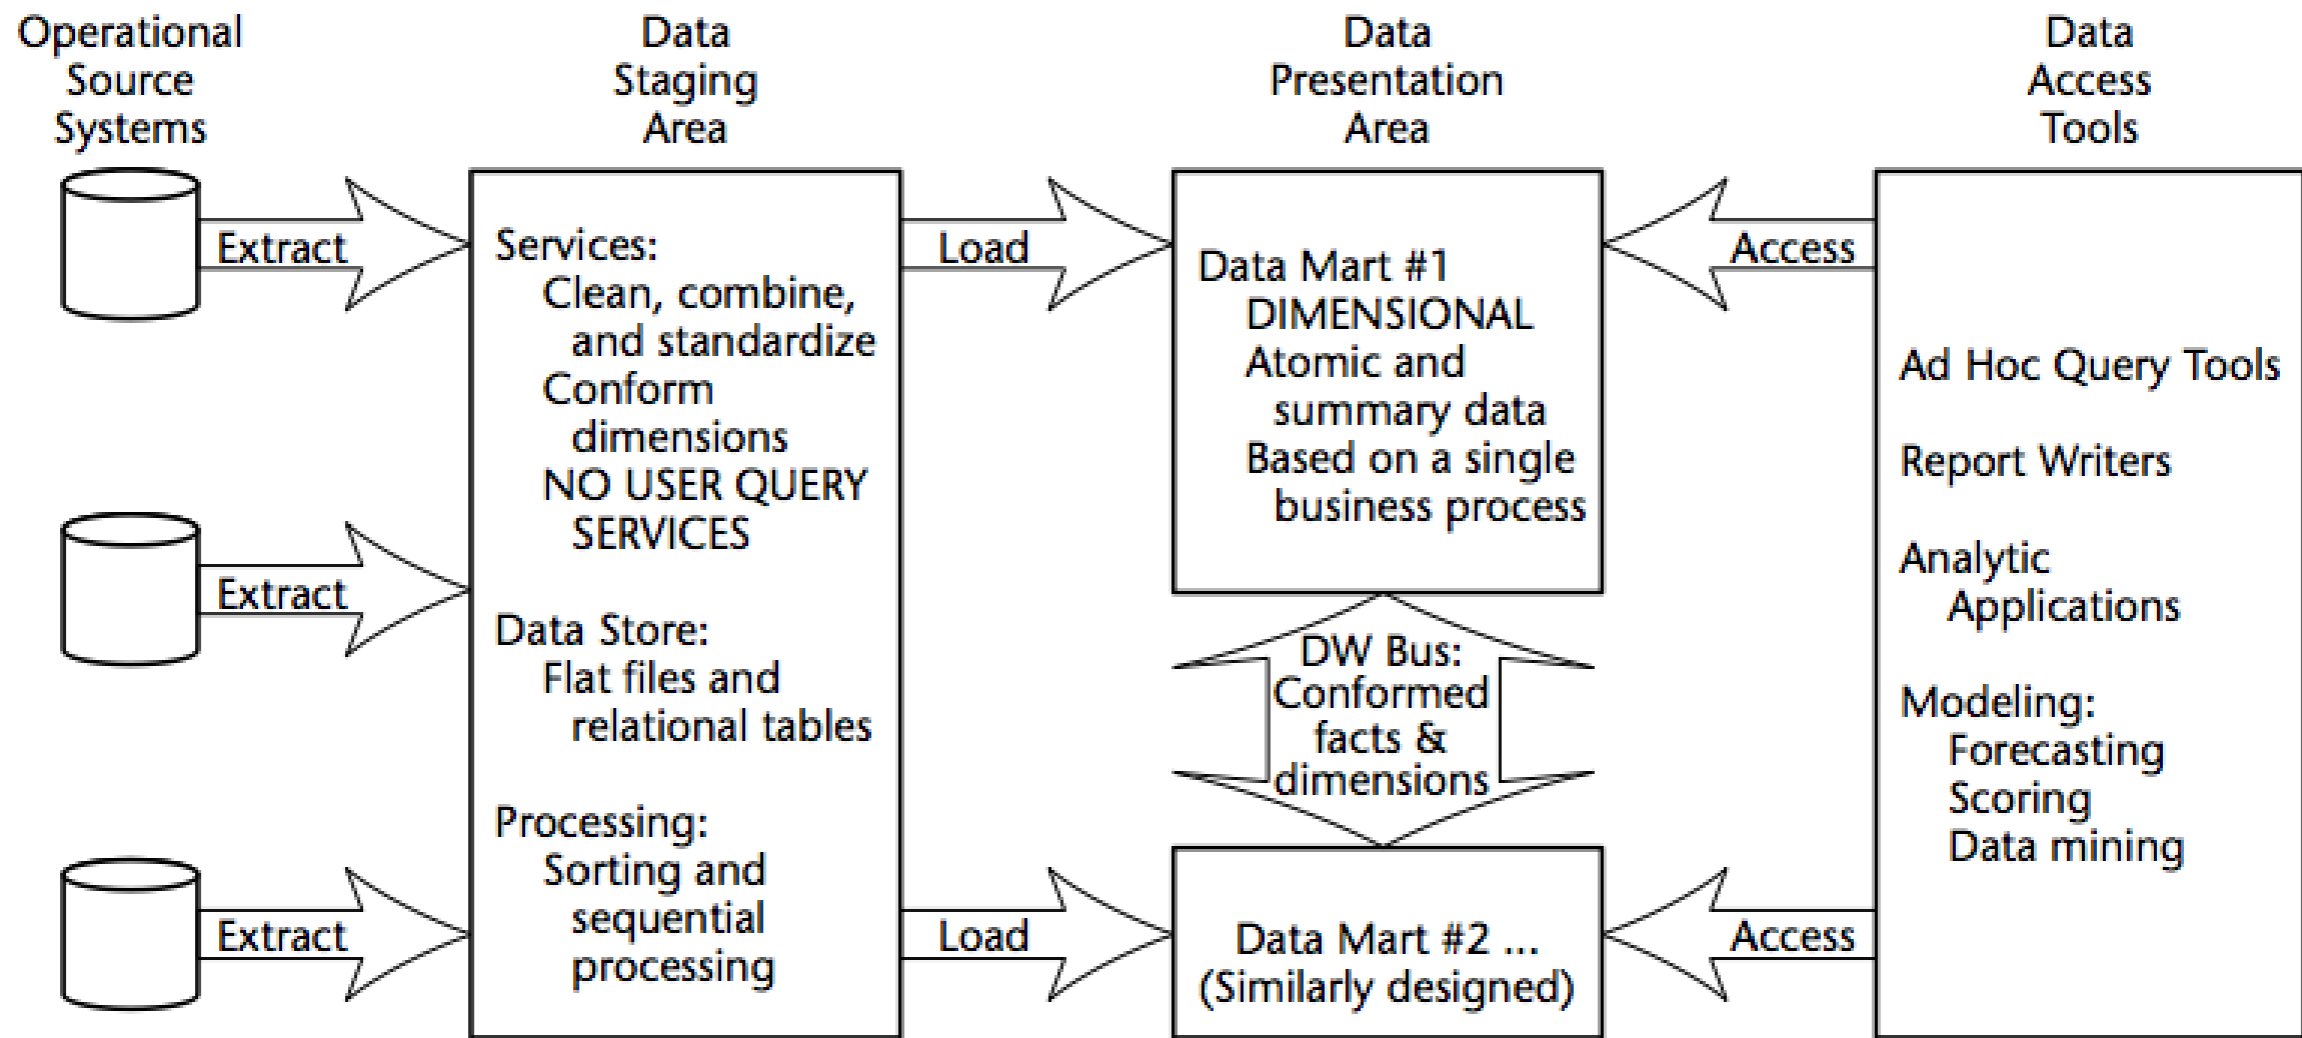 Operational
Source
Systems
Data
Staging
Area
Data
Presentation
Area
Data
Access
Tools
Extract
Extract
Extract
Services:
Clean, combine,
and standardize
Conform
dimensions
NO USER QUERY
SERVICES
Data Store:
Flat files and
relational tables
Processing:
Sorting and
sequential
processing
Load
Load
Data Mart #1
DIMENSIONAL
Atomic and
summary data
Based on a single
business process
DW Bus:
Conformed
facts &
dimensions
Data Mart #2 ...
(Similarly designed)
Access
Access
Ad Hoc Query Tools
Report Writers
Analytic
Applications
Modeling:
Forecasting
Scoring
Data mining